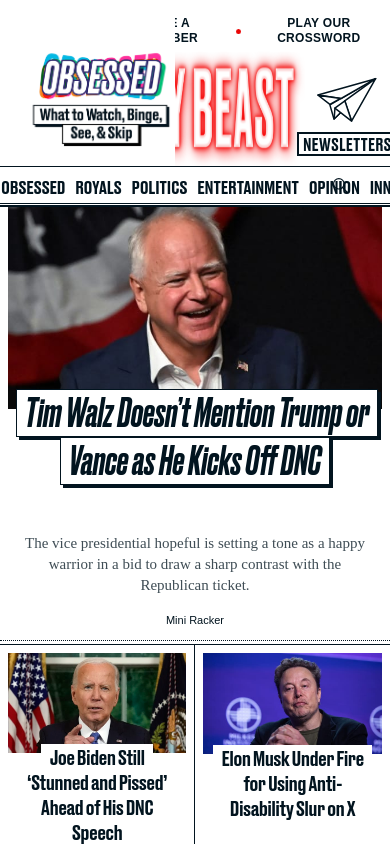 E A
BER
PLAY OUR
CROSSWORD
OBSESSED
What to Watch, Binge,
See, & Skip
Y BEAST
NEWSLETTERS
OBSESSED ROYALS POLITICS ENTERTAINMENT OPINION INN
Tim Walz Doesn’t Mention Trump or
Vance as He Kicks Off DNC
The vice presidential hopeful is setting a tone as a happy
warrior in a bid to draw a sharp contrast with the
Republican ticket.
Mini Racker
Joe Biden Still
‘Stunned and Pissed’
Ahead of His DNC
Speech
Elon Musk Under Fire
for Using Anti-
Disability Slur on X